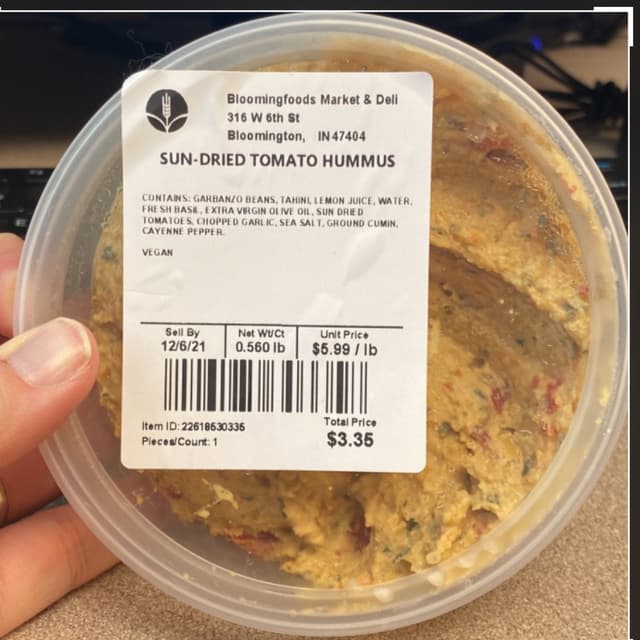 Bloomingfoods Market & Deli
316 W 6th St
Bloomington, IN 47404
SUN-DRIED TOMATO HUMMUS
CONTAINS: GARBANZO BEANS, TAHINI, LEMON JUICE, WATER,
FRESH BASIL, EXTRA VIRGIN OLIVE OIL, SUN DRIED
TOMATOES, CHOPPED GARLIC, SEA SALT, GROUND CUMIN,
CAYENNE PEPPER.
VEGAN
Sell By Net Wt/Ct Unit Price
12/6/21 0.560 lb $5.99 / lb
Item ID: 22618630335 Total Price
Pieces/Count: 1 $3.35